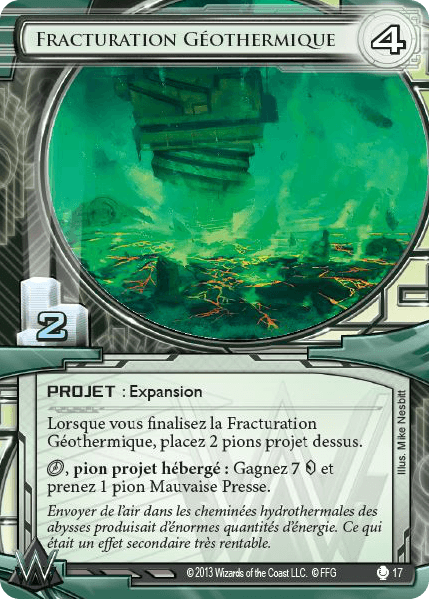 Fracturation Géothermique
4
2
PROJET : Expansion
Lorsque vous finalisez la Fracturation
Géothermique, placez 2 pions projet dessus.
, pion projet hébergé : Gagnez 7 et
prenez 1 pion Mauvaise Presse.
Envoyer de l'air dans les cheminées hydrothermales des
abysses produisait d'énormes quantités d'énergie. Ce qui
était un effet secondaire très rentable.
Illus. Mike Nesbitt
© 2013 Wizards of the Coast LLC. © FFG
17